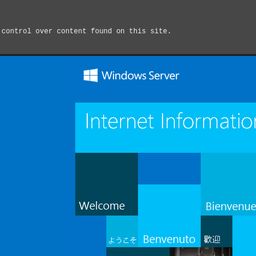 control over content found on this site.
Windows Server
Internet Information
Welcome
Bienvenue
ようこそ
Benvenuto
歡迎